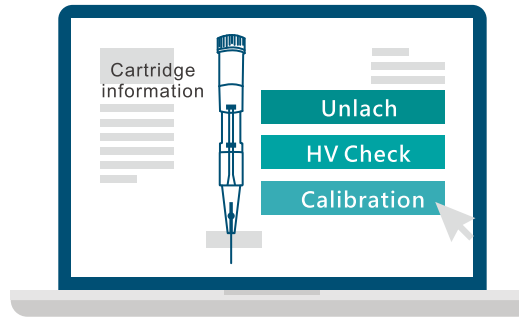 Cartridge
information
Unlach
HV Check
Calibration